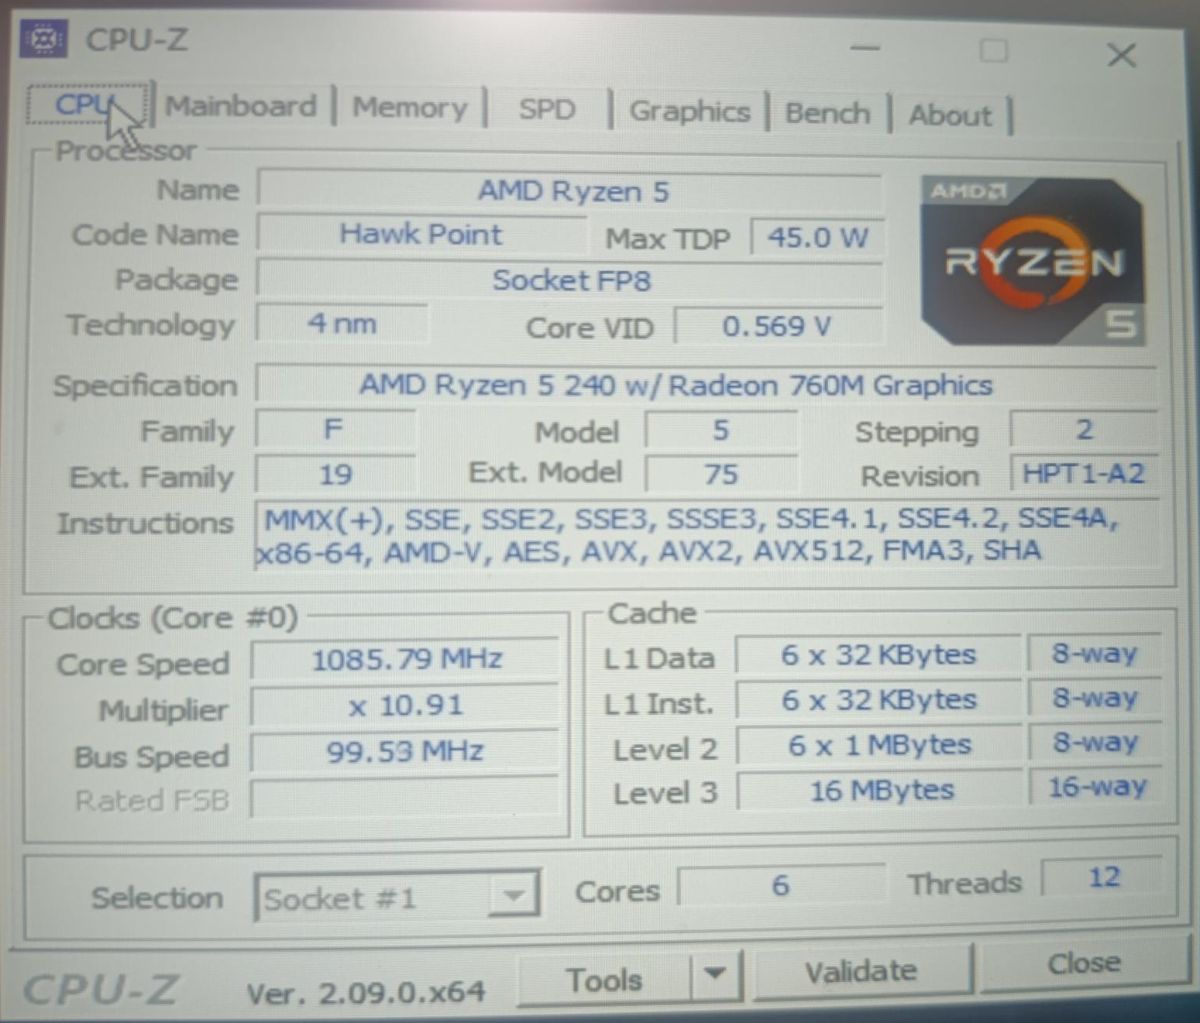 CPU-Z
CPU Mainboard Memory SPD Graphics Bench About
Processor
Name AMD Ryzen 5
Code Name Hawk Point Max TDP 45.0 W
Package Socket FP8
Technology 4 nm Core VID 0.569 V
AMD
RYZEN
5
Specification AMD Ryzen 5 240 w/ Radeon 760M Graphics
Family F Model 5 Stepping 2
Ext. Family 19 Ext. Model 75 Revision HPT1-A2
Instructions MMX(+), SSE, SSE2, SSE3, SSSE3, SSE4.1, SSE4.2, SSE4A,
x86-64, AMD-V, AES, AVX, AVX2, AVX512, FMA3, SHA
Clocks (Core #0)
Core Speed 1085.79 MHz
Multiplier x 10.91
Bus Speed 99.53 MHz
Rated FSB
Cache
L1 Data 6 x 32 KBytes 8-way
L1 Inst. 6 x 32 KBytes 8-way
Level 2 6 x 1 MBytes 8-way
Level 3 16 MBytes 16-way
Selection Socket #1 Cores 6 Threads 12
CPU-Z Ver. 2.09.0.x64 Tools Validate Close